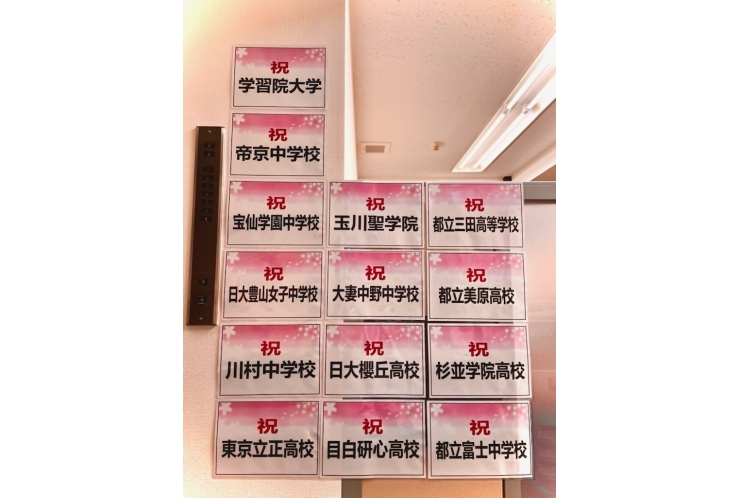 祝
学習院大学
祝
帝京中学校
祝
宝仙学園中学校
祝
玉川聖学院
祝
都立三田高等学校
祝
日大豊山女子中学校
祝
大妻中野中学校
祝
都立美原高校
祝
川村中学校
祝
日大櫻丘高校
祝
杉並学院高校
祝
東京立正高校
祝
目白研心高校
祝
都立富士中学校